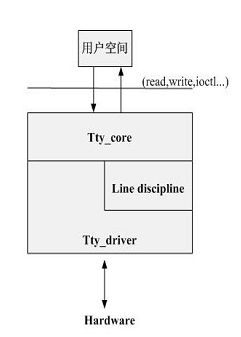 用户空间
(read,write,ioctl...)
Tty_core
Line discipline
Tty_driver
Hardware